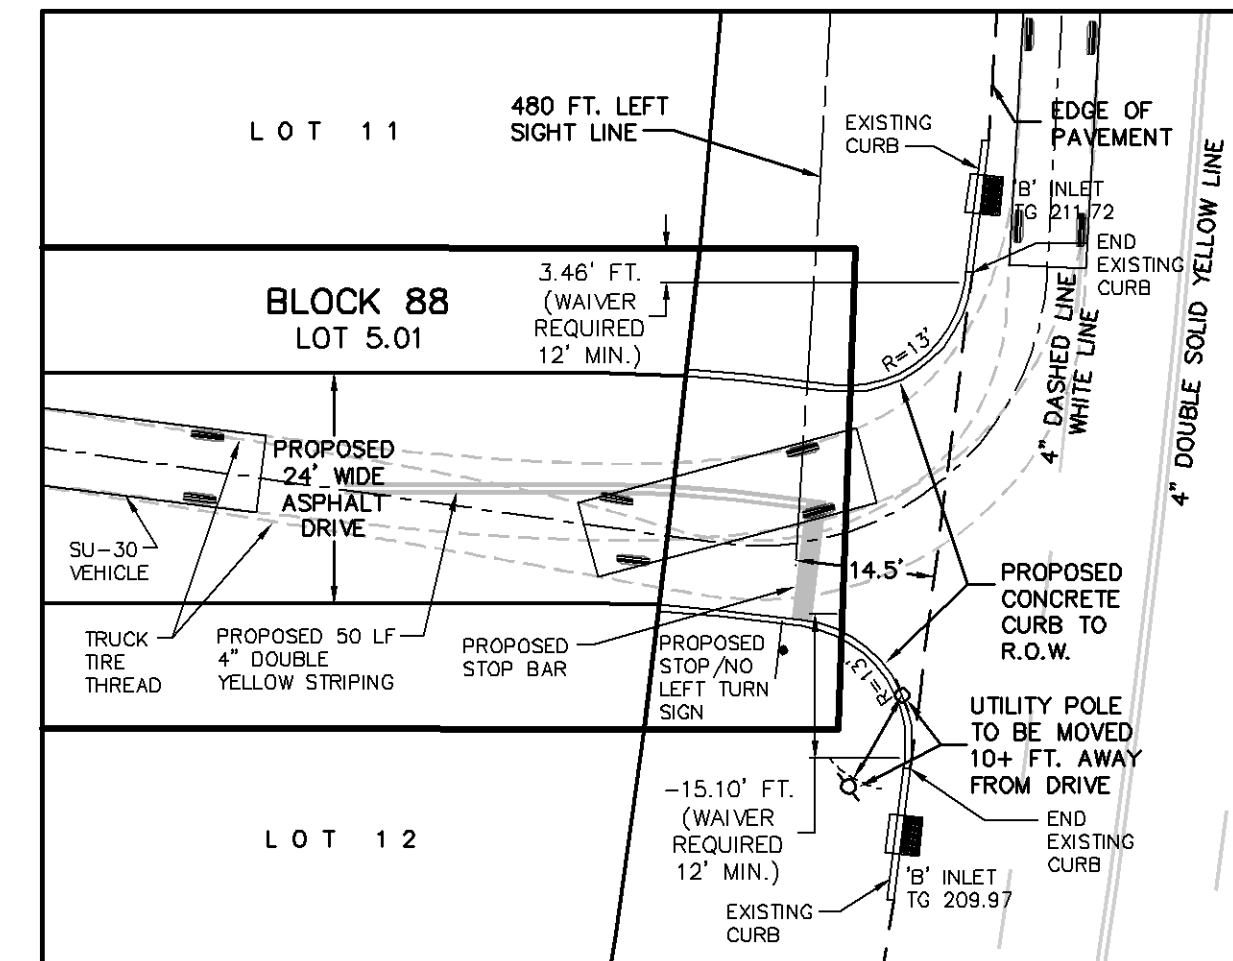 LOT 11
480 FT. LEFT
SIGHT LINE
EXISTING
CURB
EDGE OF
PAVEMENT
'B' INLET
TG 211.72
END
EXISTING
CURB
4" DOUBLE SOLID YELLOW LINE
3.46' FT.
(WAIVER
REQUIRED
12' MIN.)
BLOCK 88
LOT 5.01
R=13'
4" DASHED LINE
WHITE LINE
PROPOSED
24' WIDE
ASPHALT
DRIVE
SU-30
VEHICLE
14.5'
PROPOSED
CONCRETE
CURB TO
R.O.W.
TRUCK
TIRE
THREAD
PROPOSED 50 LF
4" DOUBLE
YELLOW STRIPING
PROPOSED
STOP BAR
PROPOSED
STOP/NO
LEFT TURN
SIGN
R=13'
UTILITY POLE
TO BE MOVED
10+ FT. AWAY
FROM DRIVE
-15.10' FT.
(WAIVER
REQUIRED
12' MIN.)
LOT 12
END
EXISTING
CURB
'B' INLET
TG 209.97
EXISTING
CURB